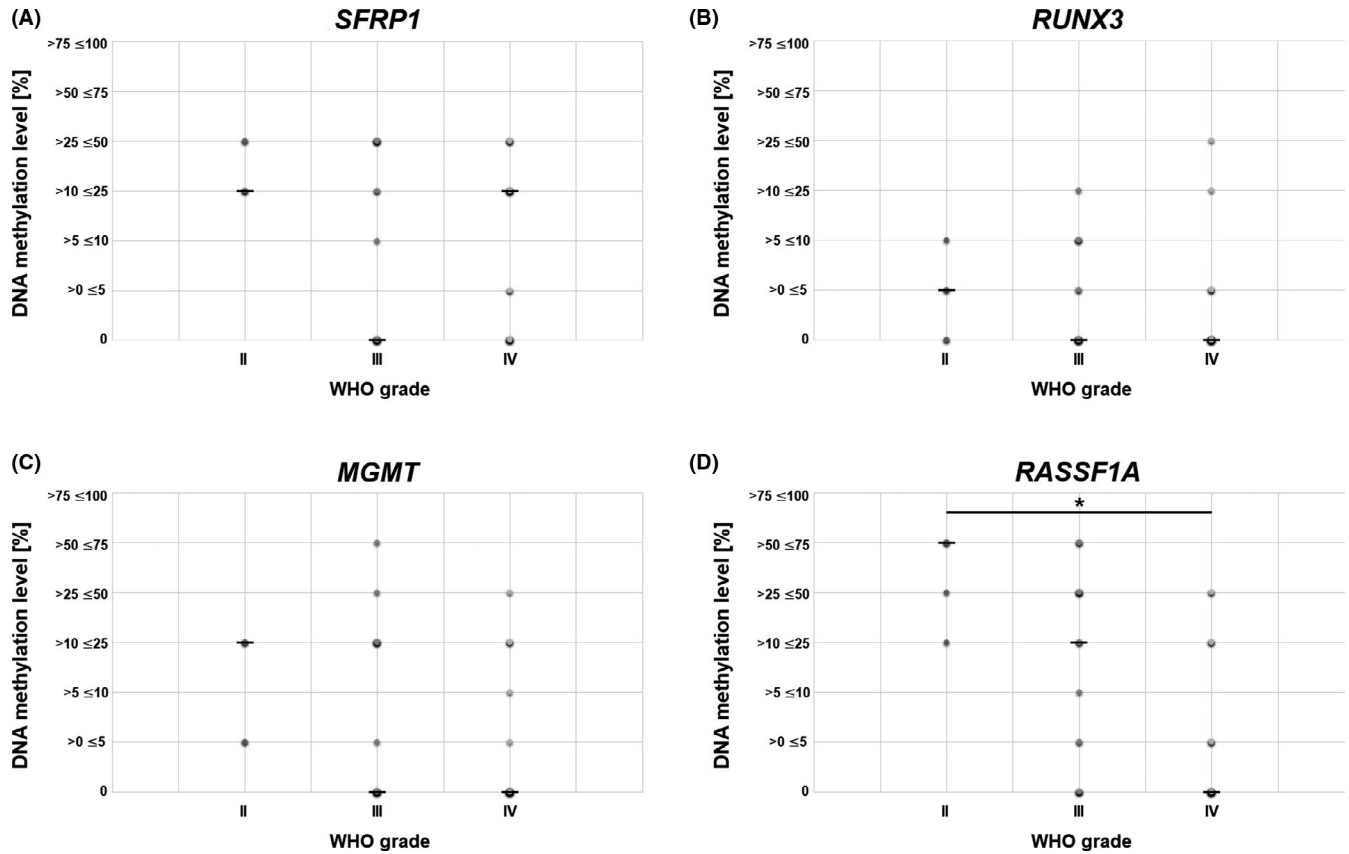 (A)
SFRP1
DNA methylation level [%]
>75 ≤100
>50 ≤75
>25 ≤50
>10 ≤25
>5 ≤10
>0 ≤5
0
II III IV
WHO grade
(B)
RUNX3
DNA methylation level [%]
>75 ≤100
>50 ≤75
>25 ≤50
>10 ≤25
>5 ≤10
>0 ≤5
0
II III IV
WHO grade
(C)
MGMT
DNA methylation level [%]
>75 ≤100
>50 ≤75
>25 ≤50
>10 ≤25
>5 ≤10
>0 ≤5
0
II III IV
WHO grade
(D)
RASSF1A
DNA methylation level [%]
>75 ≤100
*
>50 ≤75
>25 ≤50
>10 ≤25
>5 ≤10
>0 ≤5
0
II III IV
WHO grade